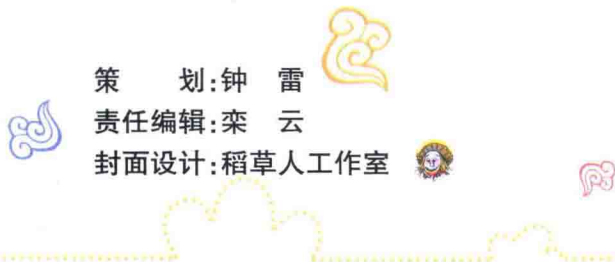 策　　划:钟　雷
责任编辑:栾　云
封面设计:稻草人工作室